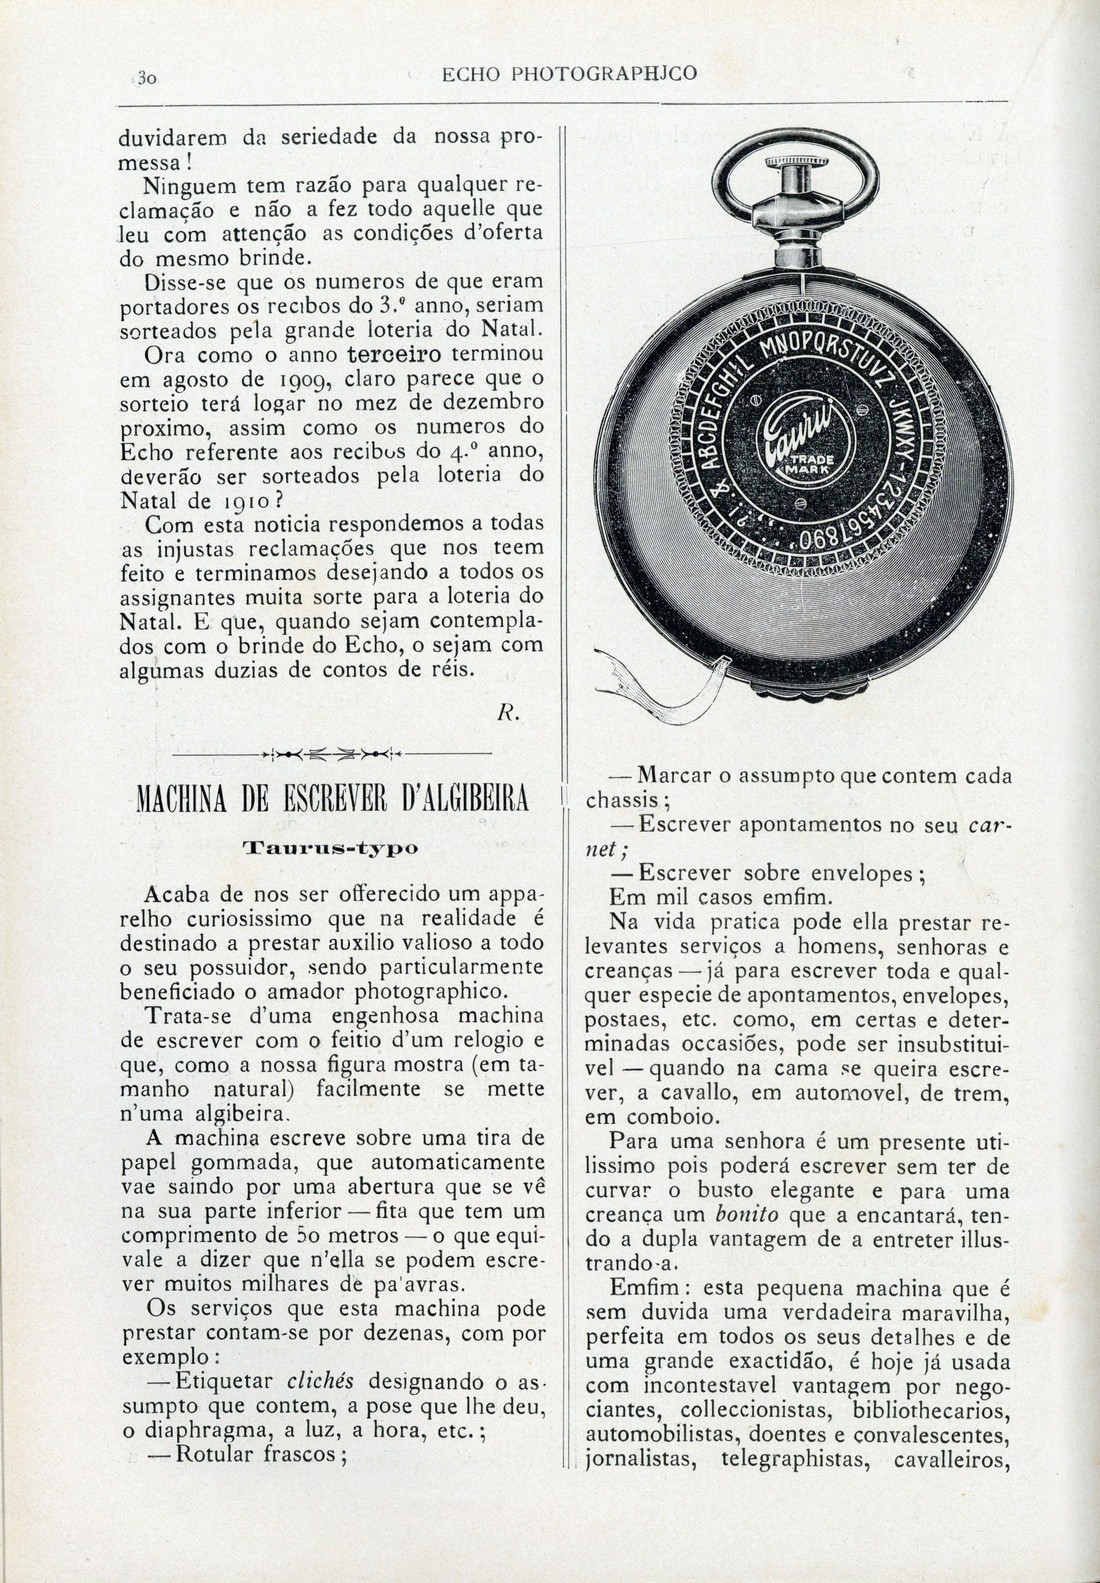 30
ECHO PHOTOGRAPHJCO
duvidarem da seriedade da nossa pro-
messa !
Ninguem tem razão para qualquer re-
clamação e não a fez todo aquelle que
leu com attenção as condições d'oferta
do mesmo brinde.
Disse-se que os numeros de que eram
portadores os recibos do 3.º anno, seriam
sorteados pela grande loteria do Natal.
Ora como o anno terceiro terminou
em agosto de 1909, claro parece que o
sorteio terá logar no mez de dezembro
proximo, assim como os numeros do
Echo referente aos recibos do 4.º anno,
deverão ser sorteados pela loteria do
Natal de 1910 ?
Com esta noticia respondemos a todas
as injustas reclamações que nos teem
feito e terminamos desejando a todos os
assignantes muita sorte para a loteria do
Natal. E que, quando sejam contempla-
dos com o brinde do Echo, o sejam com
algumas duzias de contos de réis.
R.
MACHINA DE ESCREVER D'ALGIBEIRA
Taurus-typo
Acaba de nos ser offerecido um appa-
relho curiosissimo que na realidade é
destinado a prestar auxilio valioso a todo
o seu possuidor, sendo particularmente
beneficiado o amador photographico.
Trata-se d'uma engenhosa machina
de escrever com o feitio d'um relogio e
que, como a nossa figura mostra (em ta-
manho natural) facilmente se mette
n'uma algibeira.
A machina escreve sobre uma tira de
papel gommada, que automaticamente
vae saindo por uma abertura que se vê
na sua parte inferior — fita que tem um
comprimento de 50 metros — o que equi-
vale a dizer que n'ella se podem escre-
ver muitos milhares de pa'avras.
Os serviços que esta machina pode
prestar contam-se por dezenas, com por
exemplo :
— Etiquetar clichés designando o as-
sumpto que contem, a pose que lhe deu,
o diaphragma, a luz, a hora, etc. ;
— Rotular frascos ;
ABCDEFGHIL MNOPQRSTUVZ JKWXY-1234567890
Taurus
TRADE
MARK
— Marcar o assumpto que contem cada
chassis ;
— Escrever apontamentos no seu car-
net ;
— Escrever sobre envelopes ;
Em mil casos emfim.
Na vida pratica pode ella prestar re-
levantes serviços a homens, senhoras e
creanças — já para escrever toda e qual-
quer especie de apontamentos, envelopes,
postaes, etc. como, em certas e deter-
minadas occasiões, pode ser insubstitui-
vel — quando na cama se queira escre-
ver, a cavallo, em automovel, de trem,
em comboio.
Para uma senhora é um presente uti-
lissimo pois poderá escrever sem ter de
curvar o busto elegante e para uma
creança um bonito que a encantará, ten-
do a dupla vantagem de a entreter illus-
trando-a.
Emfim : esta pequena machina que é
sem duvida uma verdadeira maravilha,
perfeita em todos os seus detalhes e de
uma grande exactidão, é hoje já usada
com incontestavel vantagem por nego-
ciantes, colleccionistas, bibliothecarios,
automobilistas, doentes e convalescentes,
jornalistas, telegraphistas, cavalleiros,